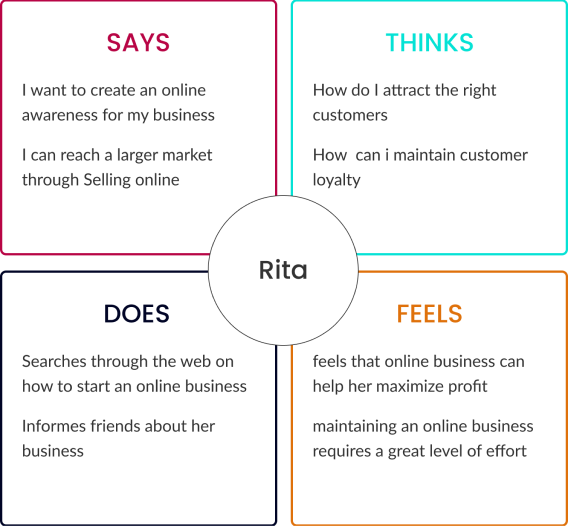 SAYS
I want to create an online
awareness for my business
I can reach a larger market
through Selling online
THINKS
How do I attract the right
customers
How  can i maintain customer
loyalty
Rita
DOES
Searches through the web on
how to start an online business
Informes friends about her
business
FEELS
feels that online business can
help her maximize profit
maintaining an online business
requires a great level of effort